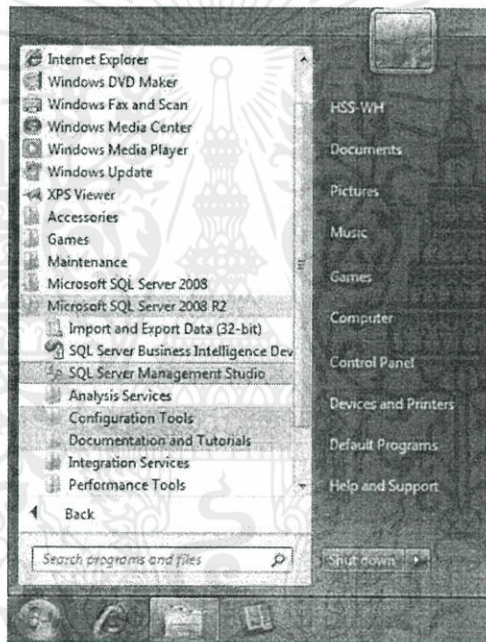 Internet Explorer
Windows DVD Maker
Windows Fax and Scan
Windows Media Center
Windows Media Player
Windows Update
XPS Viewer
Accessories
Games
Maintenance
Microsoft SQL Server 2008
Microsoft SQL Server 2008 R2
Import and Export Data (32-bit)
SQL Server Business Intelligence Dev
SQL Server Management Studio
Analysis Services
Configuration Tools
Documentation and Tutorials
Integration Services
Performance Tools
Back
Search programs and files
HSS-WH
Documents
Pictures
Music
Games
Computer
Control Panel
Devices and Printers
Default Programs
Help and Support
Shut down